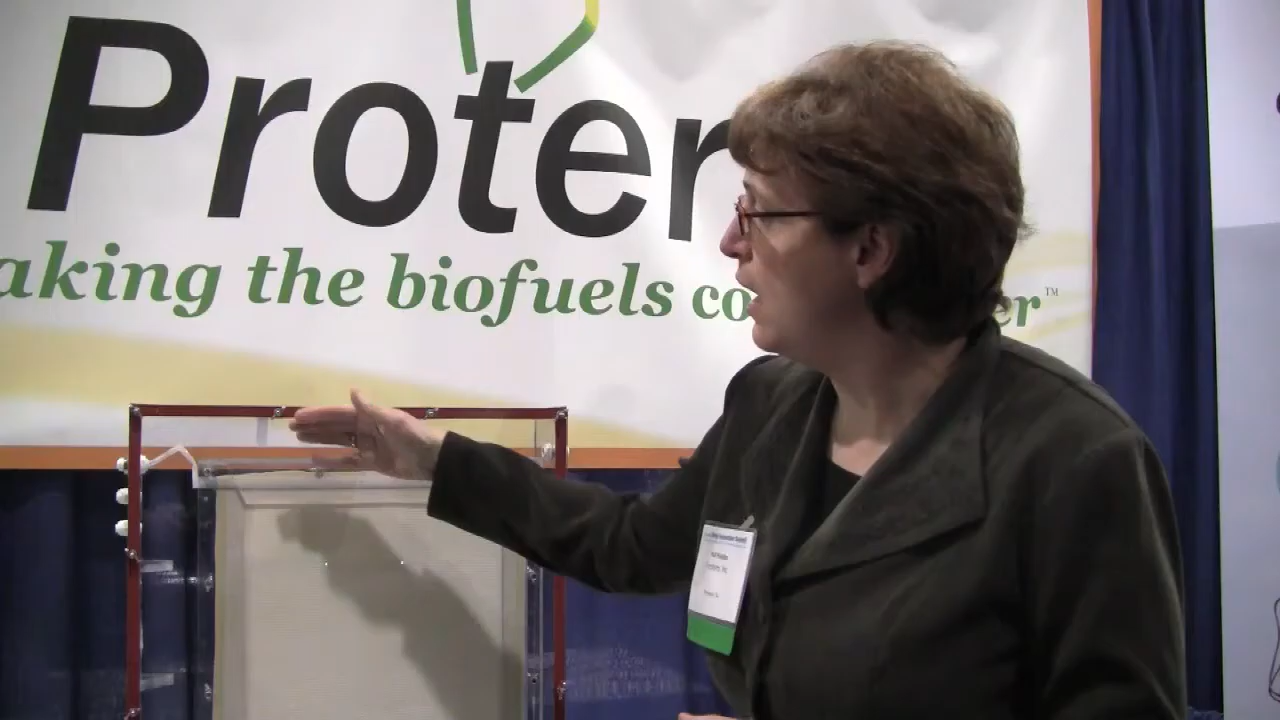 Proter
aking the biofuels co er™